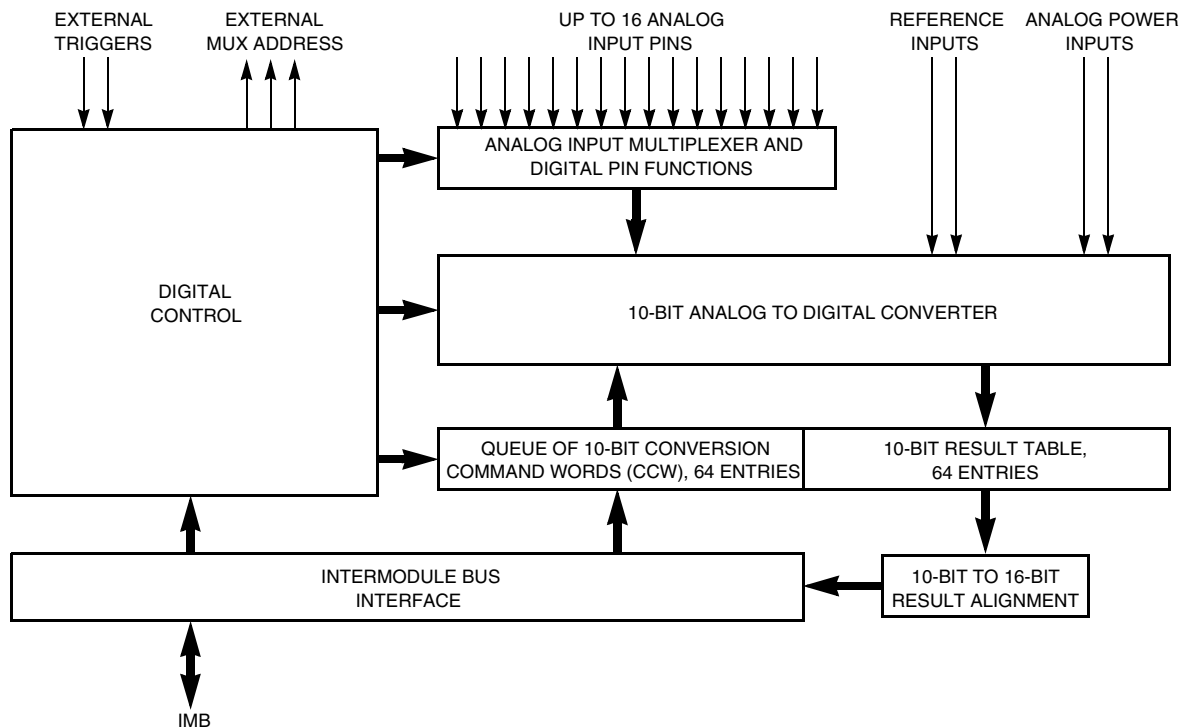 EXTERNAL
TRIGGERS
EXTERNAL
MUX ADDRESS
UP TO 16 ANALOG
INPUT PINS
REFERENCE
INPUTS
ANALOG POWER
INPUTS
ANALOG INPUT MULTIPLEXER AND
DIGITAL PIN FUNCTIONS
DIGITAL
CONTROL
10-BIT ANALOG TO DIGITAL CONVERTER
QUEUE OF 10-BIT CONVERSION
COMMAND WORDS (CCW), 64 ENTRIES
10-BIT RESULT TABLE,
64 ENTRIES
INTERMODULE BUS
INTERFACE
10-BIT TO 16-BIT
RESULT ALIGNMENT
IMB